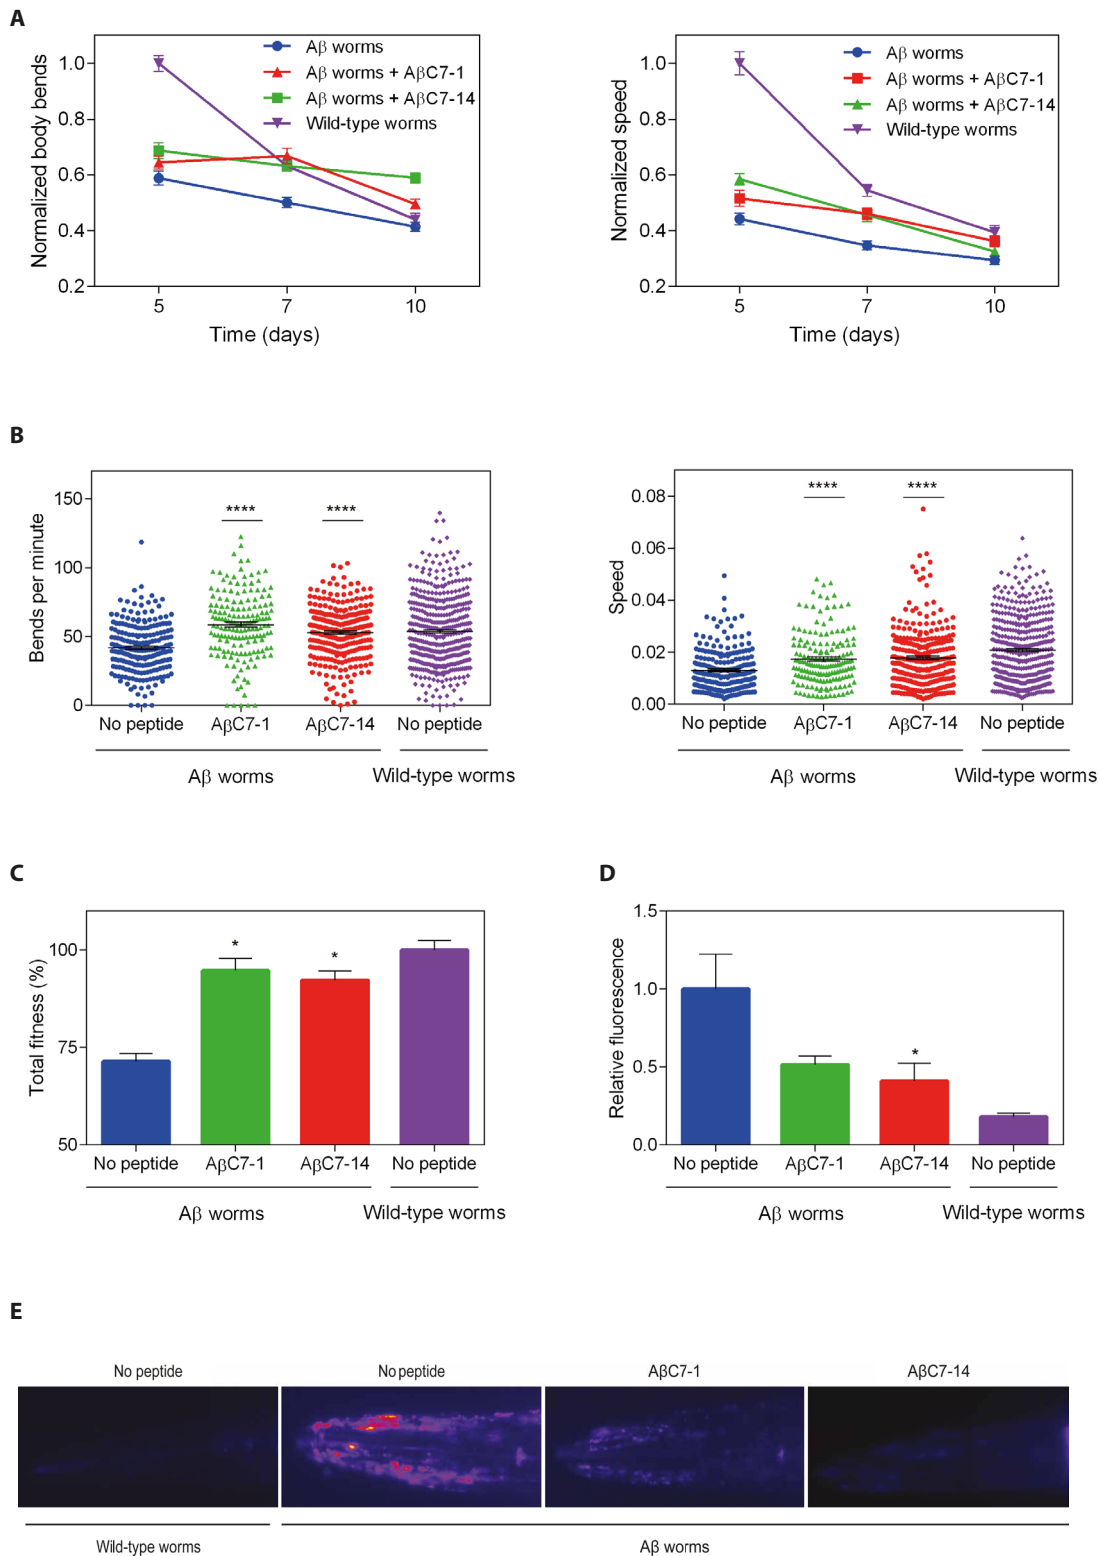 A
Aβ worms
Aβ worms + AβC7-1
Aβ worms + AβC7-14
Wild-type worms
Normalized body bends
1.0
0.8
0.6
0.4
0.2
5 7 10
Time (days)
Aβ worms
Aβ worms + AβC7-1
Aβ worms + AβC7-14
Wild-type worms
Normalized speed
1.0
0.8
0.6
0.4
0.2
5 7 10
Time (days)
B
Bends per minute
150
100
50
0
**** ****
No peptide AβC7-1 AβC7-14 No peptide
Aβ worms Wild-type worms
Speed
0.08
0.06
0.04
0.02
0.00
**** ****
No peptide AβC7-1 AβC7-14 No peptide
Aβ worms Wild-type worms
C
Total fitness (%)
100
75
50
* *
No peptide AβC7-1 AβC7-14 No peptide
Aβ worms Wild-type worms
D
Relative fluorescence
1.5
1.0
0.5
0.0
*
No peptide AβC7-1 AβC7-14 No peptide
Aβ worms Wild-type worms
E
No peptide No peptide AβC7-1 AβC7-14
Wild-type worms Aβ worms